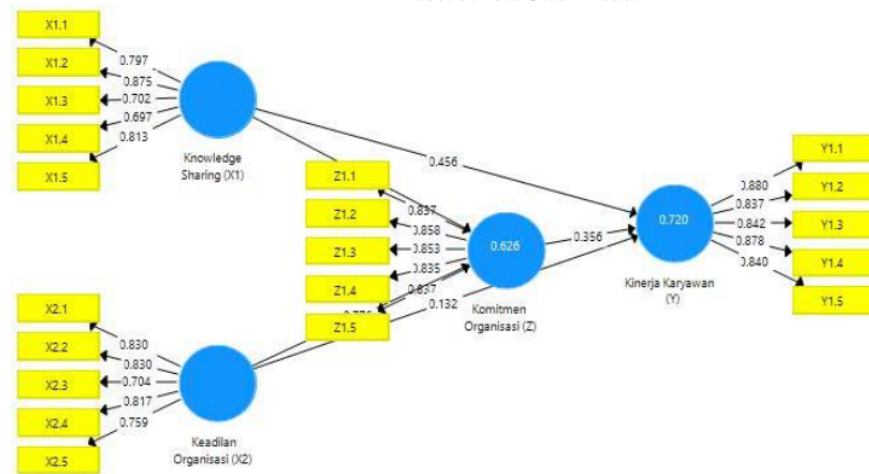 X1.1
X1.2
X1.3
X1.4
X1.5
0.797
0.875
0.702
0.697
0.813
Knowledge
Sharing (X1)
0.456
Z1.1
Z1.2
Z1.3
Z1.4
Z1.5
0.837
0.858
0.853
0.835
0.837
0.626
Komitmen
Organisasi (Z)
0.356
0.132
0.720
Kinerja Karyawan
(Y)
0.880
0.837
0.842
0.878
0.840
Y1.1
Y1.2
Y1.3
Y1.4
Y1.5
X2.1
X2.2
X2.3
X2.4
X2.5
0.830
0.830
0.704
0.817
0.759
Keadilan
Organisasi (X2)